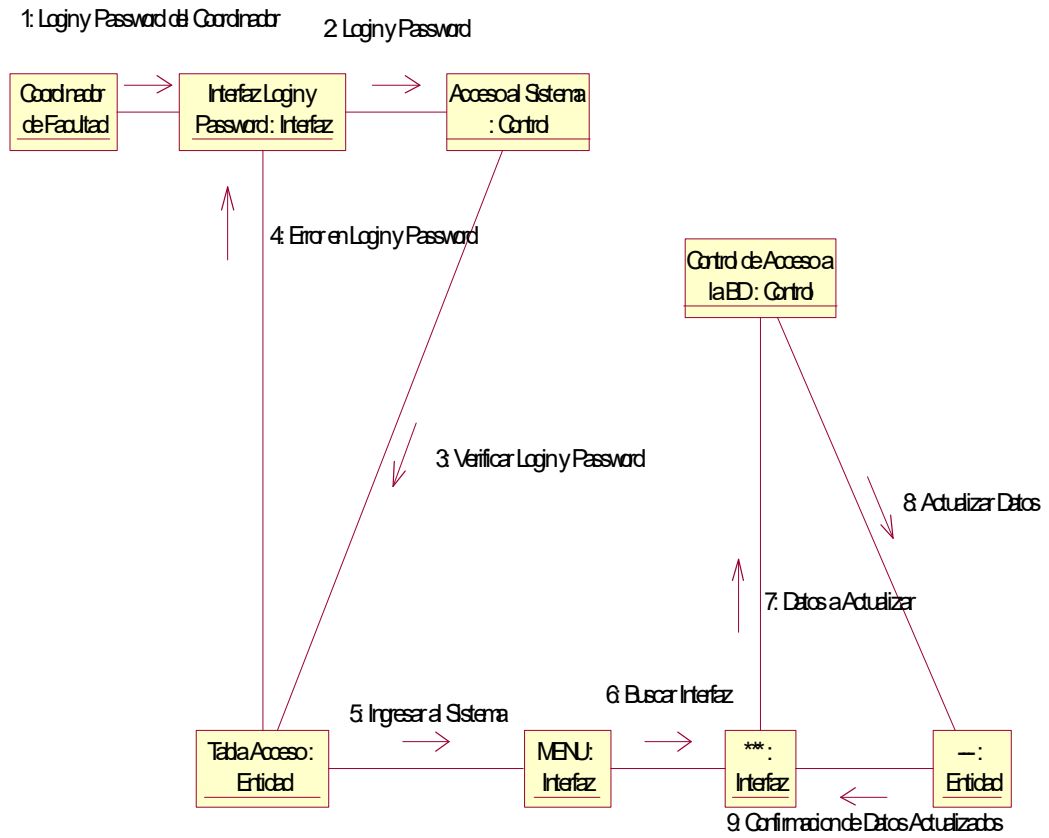 1: Login y Password del Coordinador
2: Login y Password
Coordinador
de Facultad
Interfaz Login y
Password : Interfaz
Acceso al Sistema
: Control
4: Error en Login y Password
Control de Acceso a
la BD : Control
3: Verificar Login y Password
8: Actualizar Datos
7: Datos a Actualizar
6: Buscar Interfaz
5: Ingresar al Sistema
Tabla Acceso :
Entidad
MENU :
Interfaz
*** :
Interfaz
--- :
Entidad
9: Confirmacion de Datos Actualizados